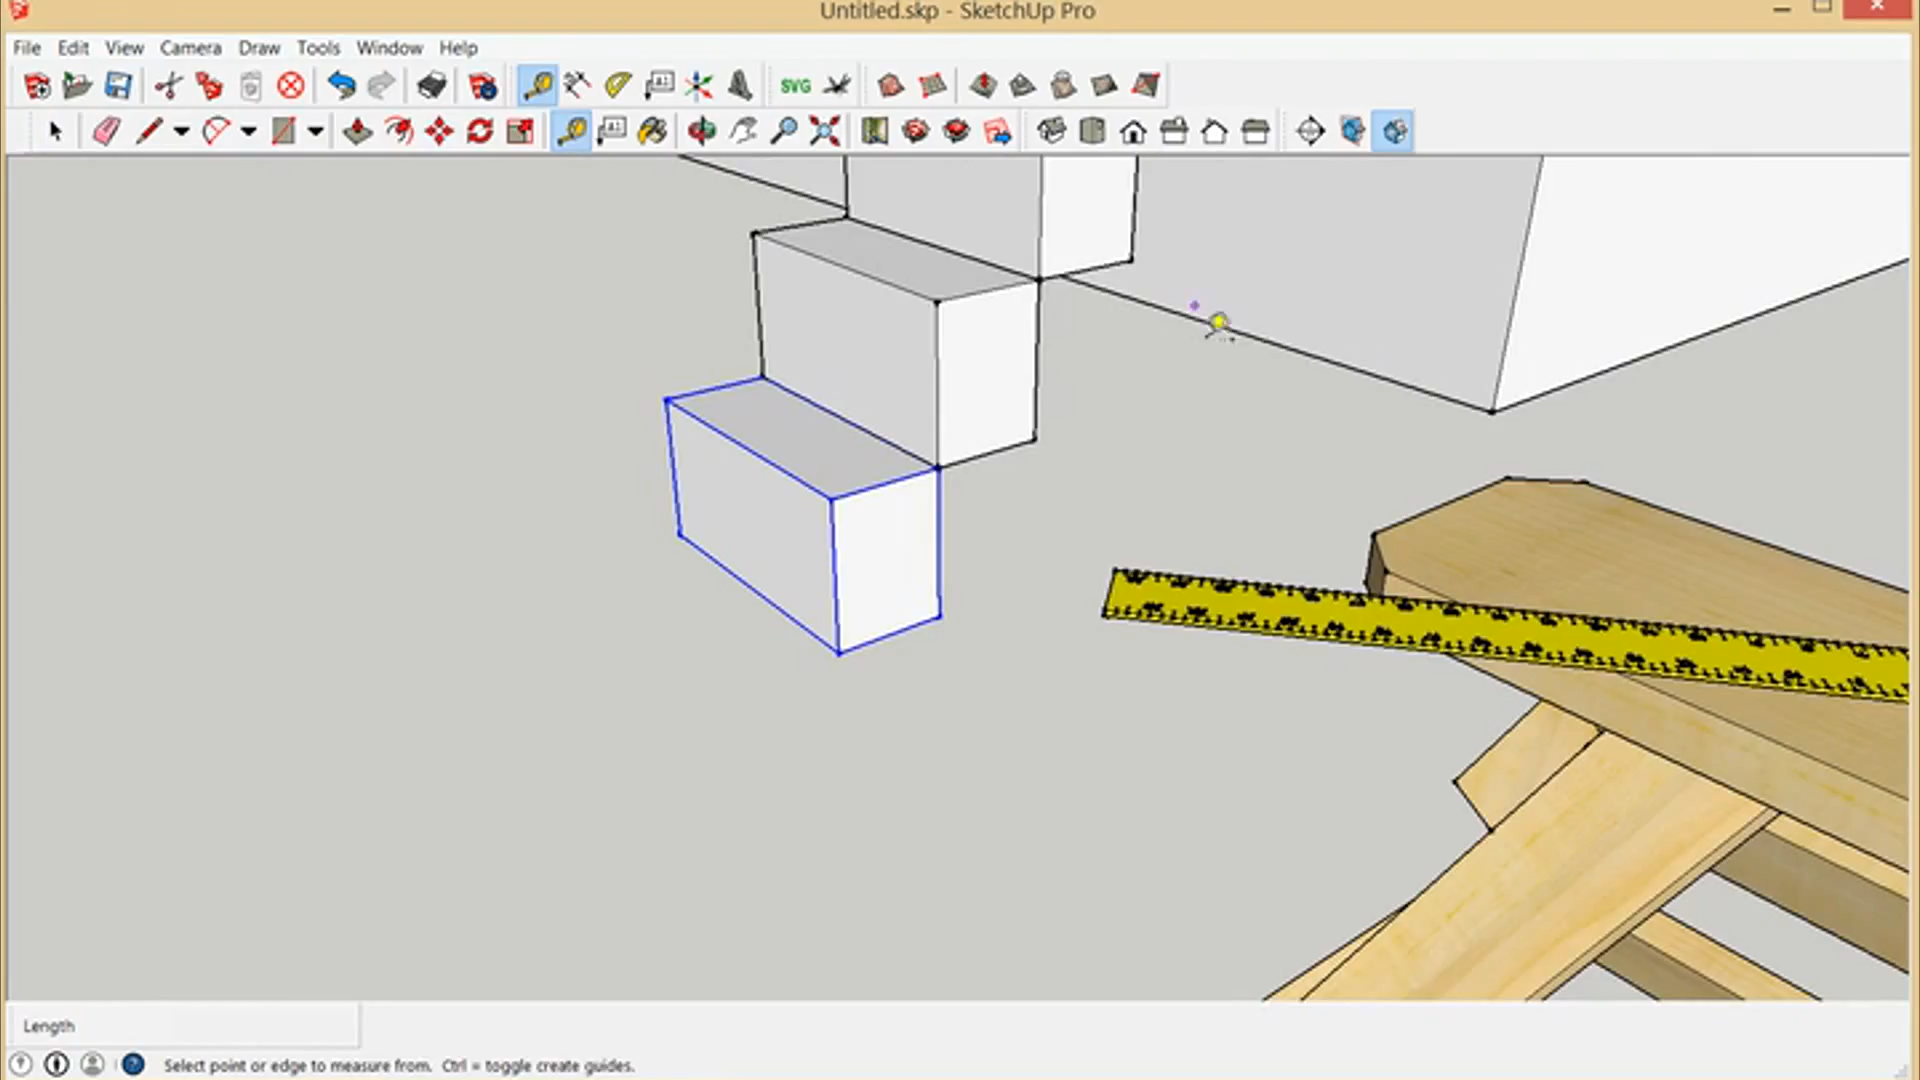 Untitled.skp - SketchUp Pro
File Edit View Camera Draw Tools Window Help
SVG
Length
Select point or edge to measure from. Ctrl = toggle create guides.